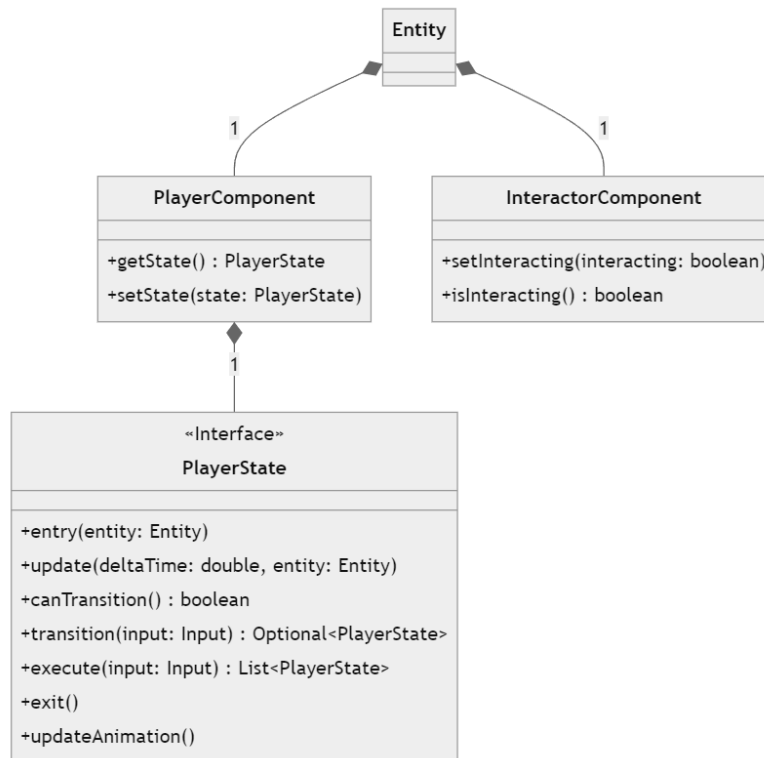 Entity
1
1
PlayerComponent
+getState() : PlayerState
+setState(state: PlayerState)
InteractorComponent
+setInteracting(interacting: boolean)
+isInteracting() : boolean
1
«Interface»
PlayerState
+entry(entity: Entity)
+update(deltaTime: double, entity: Entity)
+canTransition() : boolean
+transition(input: Input) : Optional<PlayerState>
+execute(input: Input) : List<PlayerState>
+exit()
+updateAnimation()